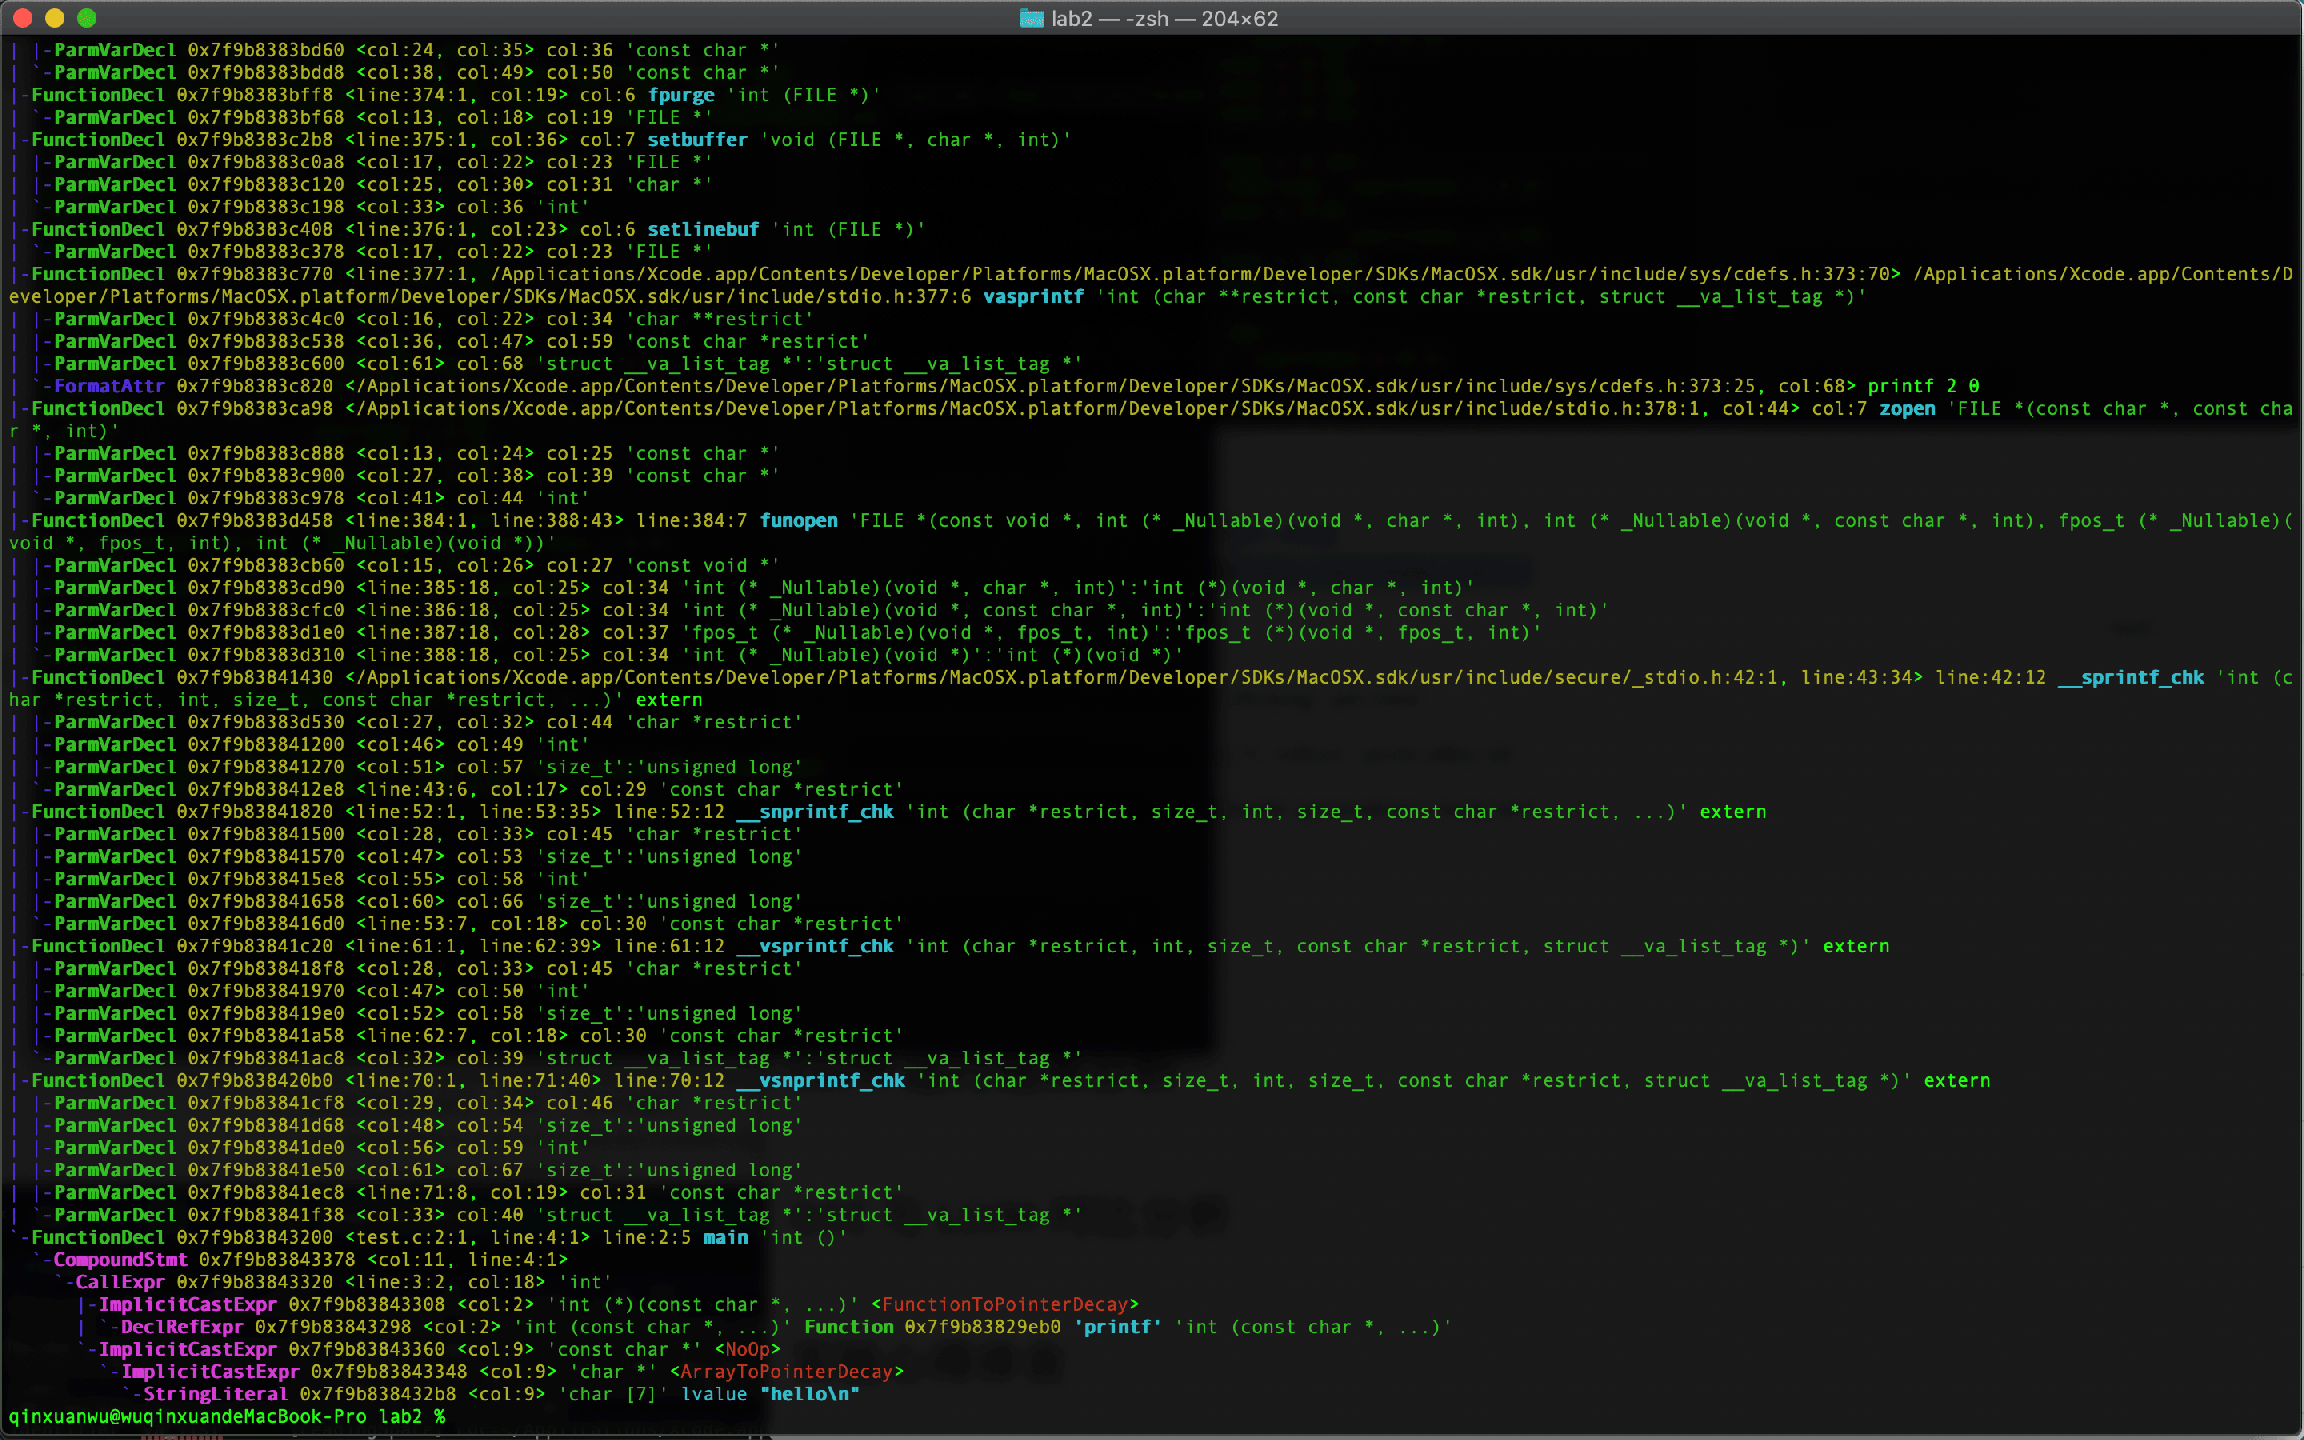 lab2 — -zsh — 204×62
| |-ParmVarDecl 0x7f9b8383bd60 <col:24, col:35> col:36 'const char *'
| `-ParmVarDecl 0x7f9b8383bdd8 <col:38, col:49> col:50 'const char *'
|-FunctionDecl 0x7f9b8383bff8 <line:374:1, col:19> col:6 fpurge 'int (FILE *)'
| `-ParmVarDecl 0x7f9b8383bf68 <col:13, col:18> col:19 'FILE *'
|-FunctionDecl 0x7f9b8383c2b8 <line:375:1, col:36> col:7 setbuffer 'void (FILE *, char *, int)'
| |-ParmVarDecl 0x7f9b8383c0a8 <col:17, col:22> col:23 'FILE *'
| |-ParmVarDecl 0x7f9b8383c120 <col:25, col:30> col:31 'char *'
| `-ParmVarDecl 0x7f9b8383c198 <col:33> col:36 'int'
|-FunctionDecl 0x7f9b8383c408 <line:376:1, col:23> col:6 setlinebuf 'int (FILE *)'
| `-ParmVarDecl 0x7f9b8383c378 <col:17, col:22> col:23 'FILE *'
|-FunctionDecl 0x7f9b8383c770 <line:377:1, /Applications/Xcode.app/Contents/Developer/Platforms/MacOSX.platform/Developer/SDKs/MacOSX.sdk/usr/include/sys/cdefs.h:373:70> /Applications/Xcode.app/Contents/D
eveloper/Platforms/MacOSX.platform/Developer/SDKs/MacOSX.sdk/usr/include/stdio.h:377:6 vasprintf 'int (char **restrict, const char *restrict, struct __va_list_tag *)'
| |-ParmVarDecl 0x7f9b8383c4c0 <col:16, col:22> col:34 'char **restrict'
| |-ParmVarDecl 0x7f9b8383c538 <col:36, col:47> col:59 'const char *restrict'
| |-ParmVarDecl 0x7f9b8383c600 <col:61> col:68 'struct __va_list_tag *':'struct __va_list_tag *'
| `-FormatAttr 0x7f9b8383c820 </Applications/Xcode.app/Contents/Developer/Platforms/MacOSX.platform/Developer/SDKs/MacOSX.sdk/usr/include/sys/cdefs.h:373:25, col:68> printf 2 0
|-FunctionDecl 0x7f9b8383ca98 </Applications/Xcode.app/Contents/Developer/Platforms/MacOSX.platform/Developer/SDKs/MacOSX.sdk/usr/include/stdio.h:378:1, col:44> col:7 zopen 'FILE *(const char *, const cha
r *, int)'
| |-ParmVarDecl 0x7f9b8383c888 <col:13, col:24> col:25 'const char *'
| |-ParmVarDecl 0x7f9b8383c900 <col:27, col:38> col:39 'const char *'
| `-ParmVarDecl 0x7f9b8383c978 <col:41> col:44 'int'
|-FunctionDecl 0x7f9b8383d458 <line:384:1, line:388:43> line:384:7 funopen 'FILE *(const void *, int (* _Nullable)(void *, char *, int), int (* _Nullable)(void *, const char *, int), fpos_t (* _Nullable)(
void *, fpos_t, int), int (* _Nullable)(void *))'
| |-ParmVarDecl 0x7f9b8383cb60 <col:15, col:26> col:27 'const void *'
| |-ParmVarDecl 0x7f9b8383cd90 <line:385:18, col:25> col:34 'int (* _Nullable)(void *, char *, int)':'int (*)(void *, char *, int)'
| |-ParmVarDecl 0x7f9b8383cfc0 <line:386:18, col:25> col:34 'int (* _Nullable)(void *, const char *, int)':'int (*)(void *, const char *, int)'
| |-ParmVarDecl 0x7f9b8383d1e0 <line:387:18, col:28> col:37 'fpos_t (* _Nullable)(void *, fpos_t, int)':'fpos_t (*)(void *, fpos_t, int)'
| `-ParmVarDecl 0x7f9b8383d310 <line:388:18, col:25> col:34 'int (* _Nullable)(void *)':'int (*)(void *)'
|-FunctionDecl 0x7f9b83841430 </Applications/Xcode.app/Contents/Developer/Platforms/MacOSX.platform/Developer/SDKs/MacOSX.sdk/usr/include/secure/_stdio.h:42:1, line:43:34> line:42:12 __sprintf_chk 'int (c
har *restrict, int, size_t, const char *restrict, ...)' extern
| |-ParmVarDecl 0x7f9b8383d530 <col:27, col:32> col:44 'char *restrict'
| |-ParmVarDecl 0x7f9b83841200 <col:46> col:49 'int'
| |-ParmVarDecl 0x7f9b83841270 <col:51> col:57 'size_t':'unsigned long'
| `-ParmVarDecl 0x7f9b838412e8 <line:43:6, col:17> col:29 'const char *restrict'
|-FunctionDecl 0x7f9b83841820 <line:52:1, line:53:35> line:52:12 __snprintf_chk 'int (char *restrict, size_t, int, size_t, const char *restrict, ...)' extern
| |-ParmVarDecl 0x7f9b83841500 <col:28, col:33> col:45 'char *restrict'
| |-ParmVarDecl 0x7f9b83841570 <col:47> col:53 'size_t':'unsigned long'
| |-ParmVarDecl 0x7f9b838415e8 <col:55> col:58 'int'
| |-ParmVarDecl 0x7f9b83841658 <col:60> col:66 'size_t':'unsigned long'
| `-ParmVarDecl 0x7f9b838416d0 <line:53:7, col:18> col:30 'const char *restrict'
|-FunctionDecl 0x7f9b83841c20 <line:61:1, line:62:39> line:61:12 __vsprintf_chk 'int (char *restrict, int, size_t, const char *restrict, struct __va_list_tag *)' extern
| |-ParmVarDecl 0x7f9b838418f8 <col:28, col:33> col:45 'char *restrict'
| |-ParmVarDecl 0x7f9b83841970 <col:47> col:50 'int'
| |-ParmVarDecl 0x7f9b838419e0 <col:52> col:58 'size_t':'unsigned long'
| |-ParmVarDecl 0x7f9b83841a58 <line:62:7, col:18> col:30 'const char *restrict'
| `-ParmVarDecl 0x7f9b83841ac8 <col:32> col:39 'struct __va_list_tag *':'struct __va_list_tag *'
|-FunctionDecl 0x7f9b838420b0 <line:70:1, line:71:40> line:70:12 __vsnprintf_chk 'int (char *restrict, size_t, int, size_t, const char *restrict, struct __va_list_tag *)' extern
| |-ParmVarDecl 0x7f9b83841cf8 <col:29, col:34> col:46 'char *restrict'
| |-ParmVarDecl 0x7f9b83841d68 <col:48> col:54 'size_t':'unsigned long'
| |-ParmVarDecl 0x7f9b83841de0 <col:56> col:59 'int'
| |-ParmVarDecl 0x7f9b83841e50 <col:61> col:67 'size_t':'unsigned long'
| |-ParmVarDecl 0x7f9b83841ec8 <line:71:8, col:19> col:31 'const char *restrict'
| `-ParmVarDecl 0x7f9b83841f38 <col:33> col:40 'struct __va_list_tag *':'struct __va_list_tag *'
`-FunctionDecl 0x7f9b83843200 <test.c:2:1, line:4:1> line:2:5 main 'int ()'
  `-CompoundStmt 0x7f9b83843378 <col:11, line:4:1>
    `-CallExpr 0x7f9b83843320 <line:3:2, col:18> 'int'
      |-ImplicitCastExpr 0x7f9b83843308 <col:2> 'int (*)(const char *, ...)' <FunctionToPointerDecay>
      | `-DeclRefExpr 0x7f9b83843298 <col:2> 'int (const char *, ...)' Function 0x7f9b83829eb0 'printf' 'int (const char *, ...)'
      `-ImplicitCastExpr 0x7f9b83843360 <col:9> 'const char *' <NoOp>
        `-ImplicitCastExpr 0x7f9b83843348 <col:9> 'char *' <ArrayToPointerDecay>
          `-StringLiteral 0x7f9b838432b8 <col:9> 'char [7]' lvalue "hello\n"
qinxuanwu@wuqinxuandeMacBook-Pro lab2 %